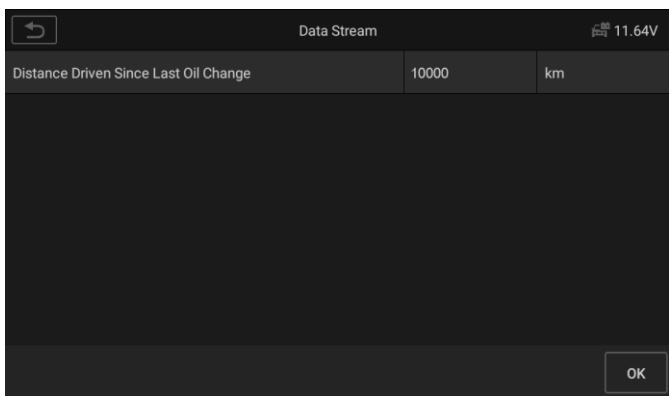 Data Stream
11.64V
Distance Driven Since Last Oil Change 10000 km
OK